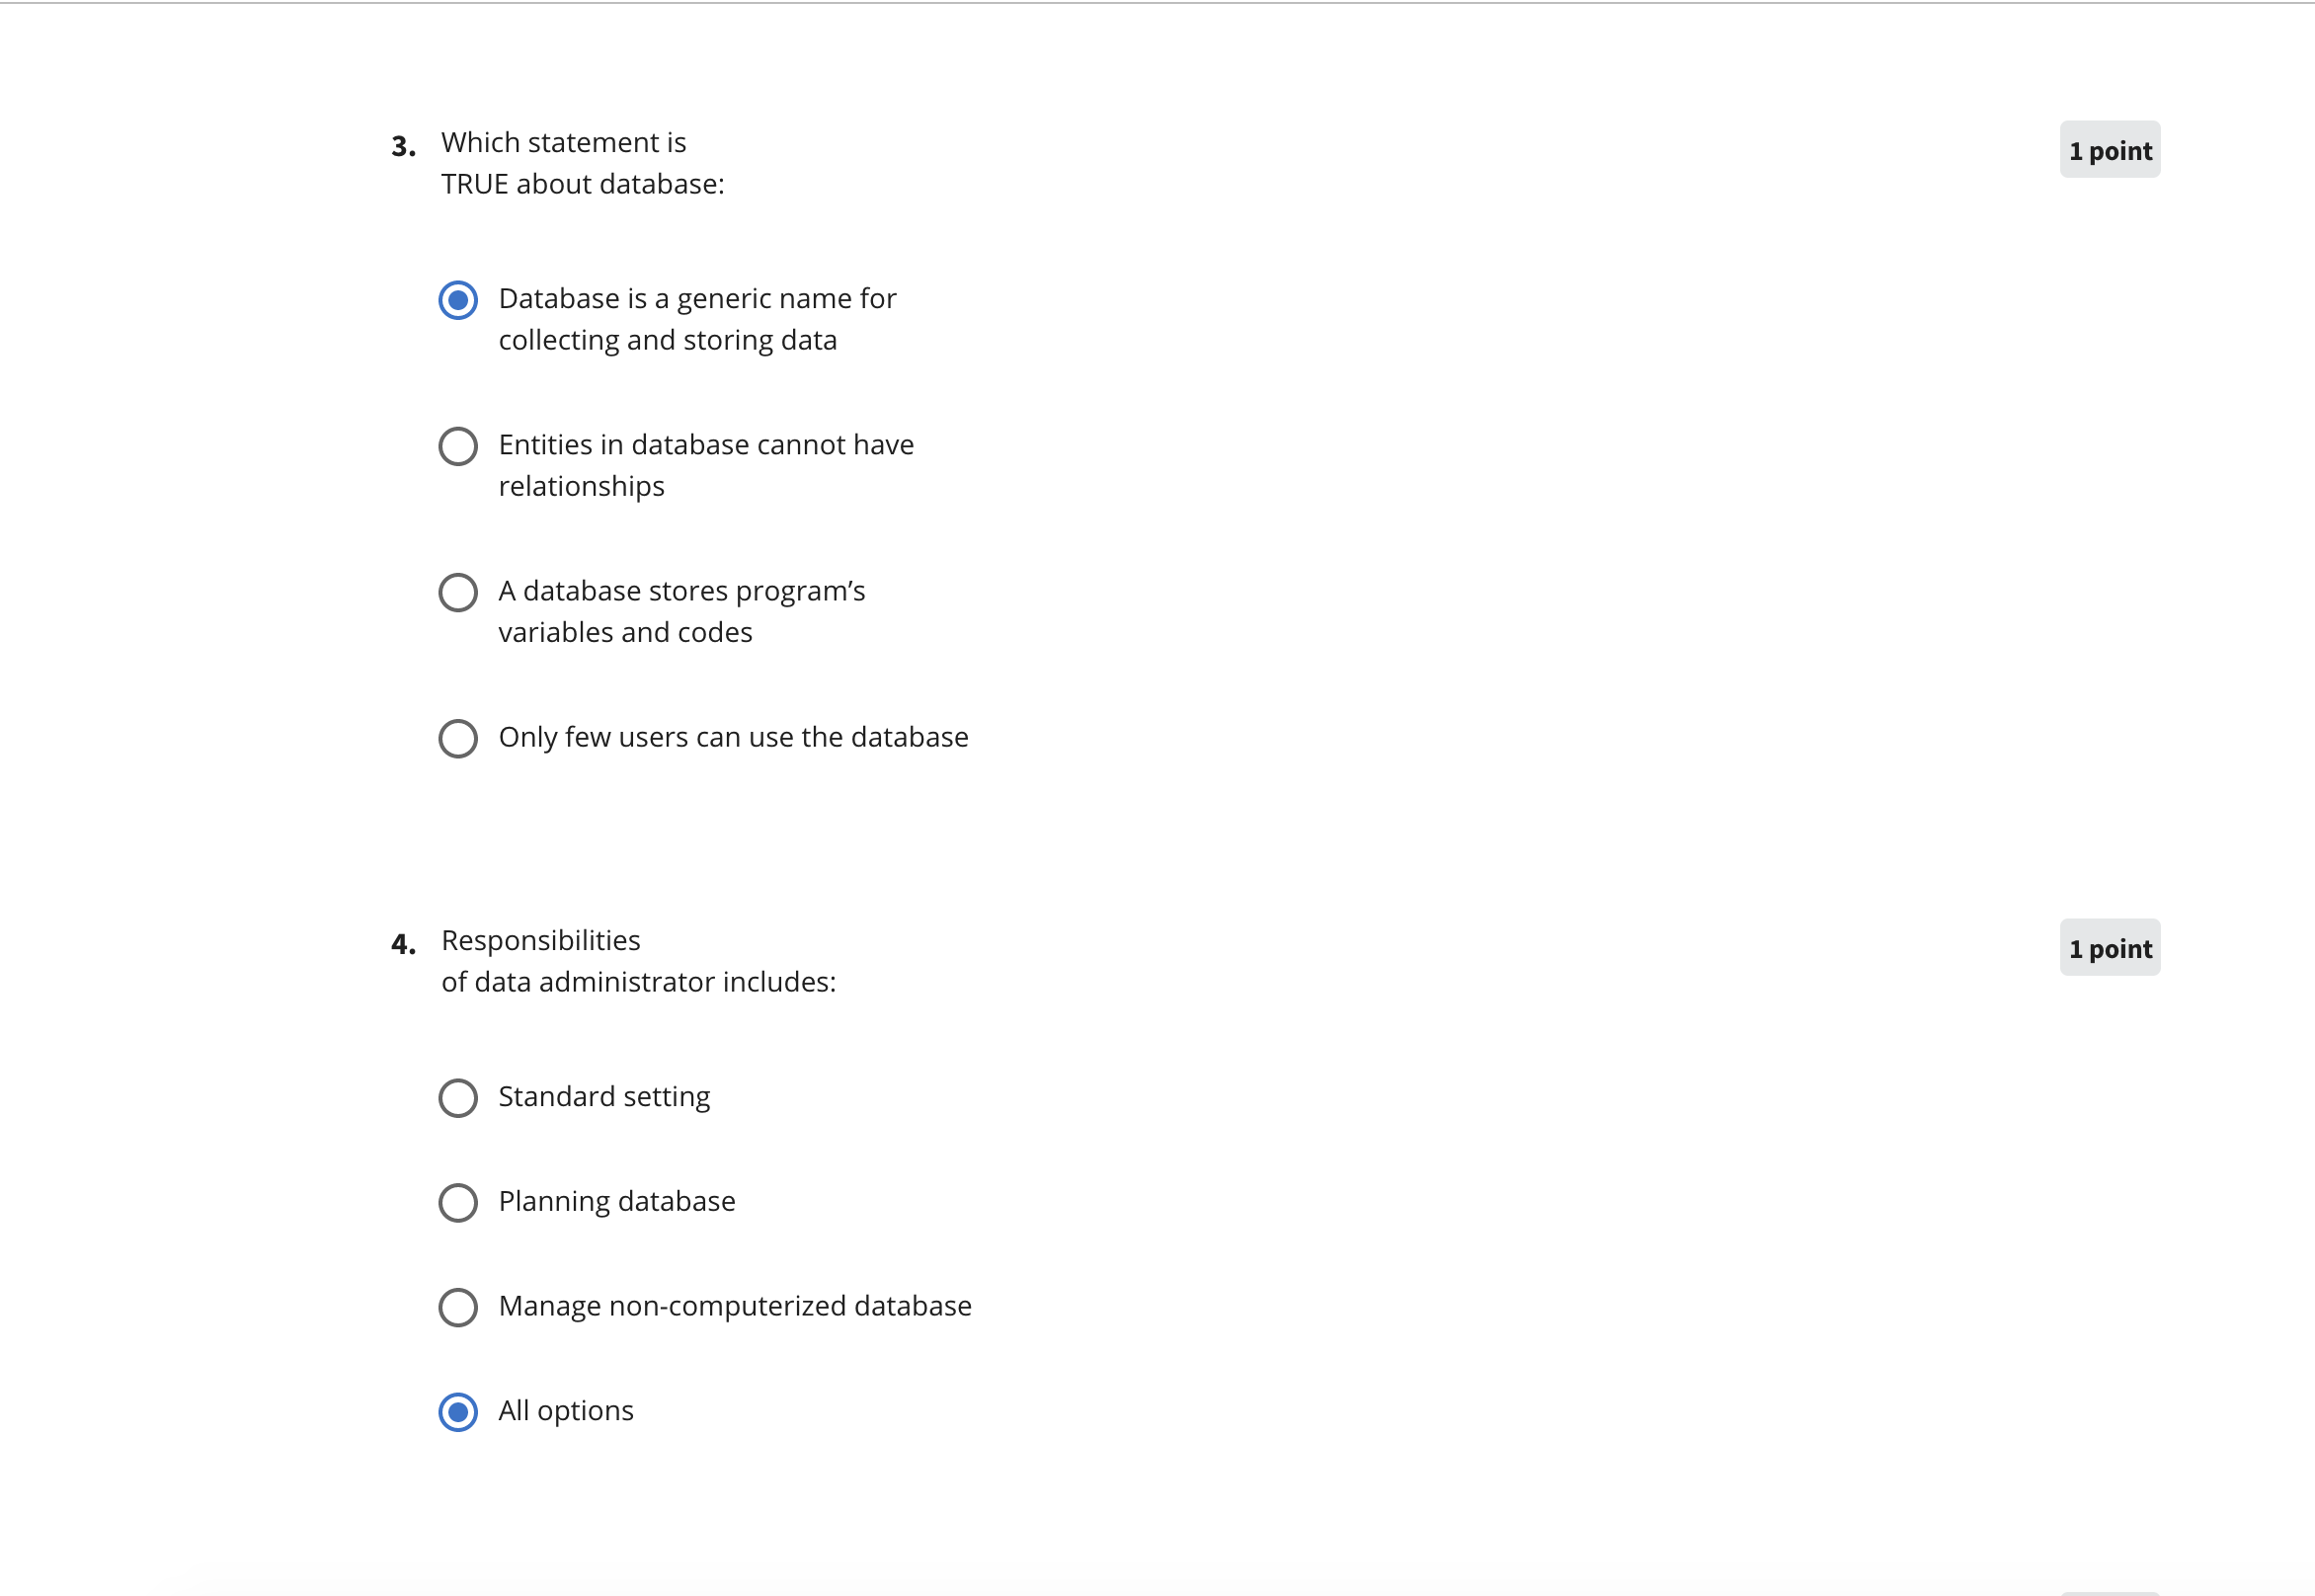 3. Which statement is
TRUE about database:
1 point
Database is a generic name for
collecting and storing data
Entities in database cannot have
relationships
A database stores program’s
variables and codes
Only few users can use the database
4. Responsibilities
of data administrator includes:
1 point
Standard setting
Planning database
Manage non-computerized database
All options